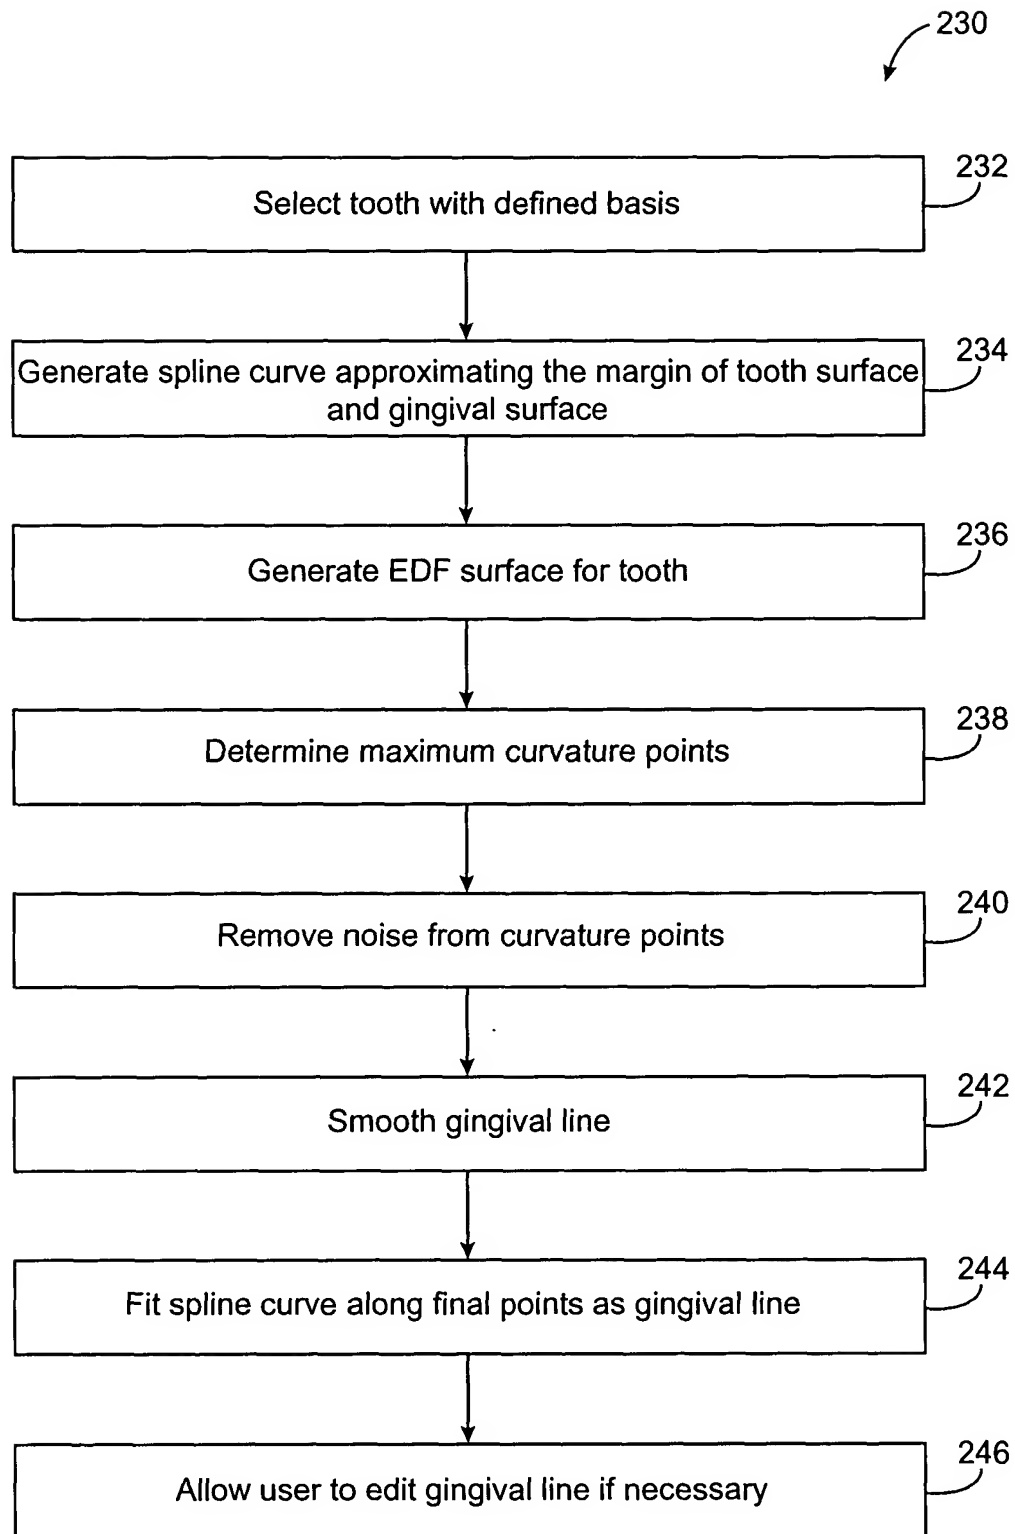 230
232
Select tooth with defined basis
234
Generate spline curve approximating the margin of tooth surface
and gingival surface
236
Generate EDF surface for tooth
238
Determine maximum curvature points
240
Remove noise from curvature points
242
Smooth gingival line
244
Fit spline curve along final points as gingival line
246
Allow user to edit gingival line if necessary